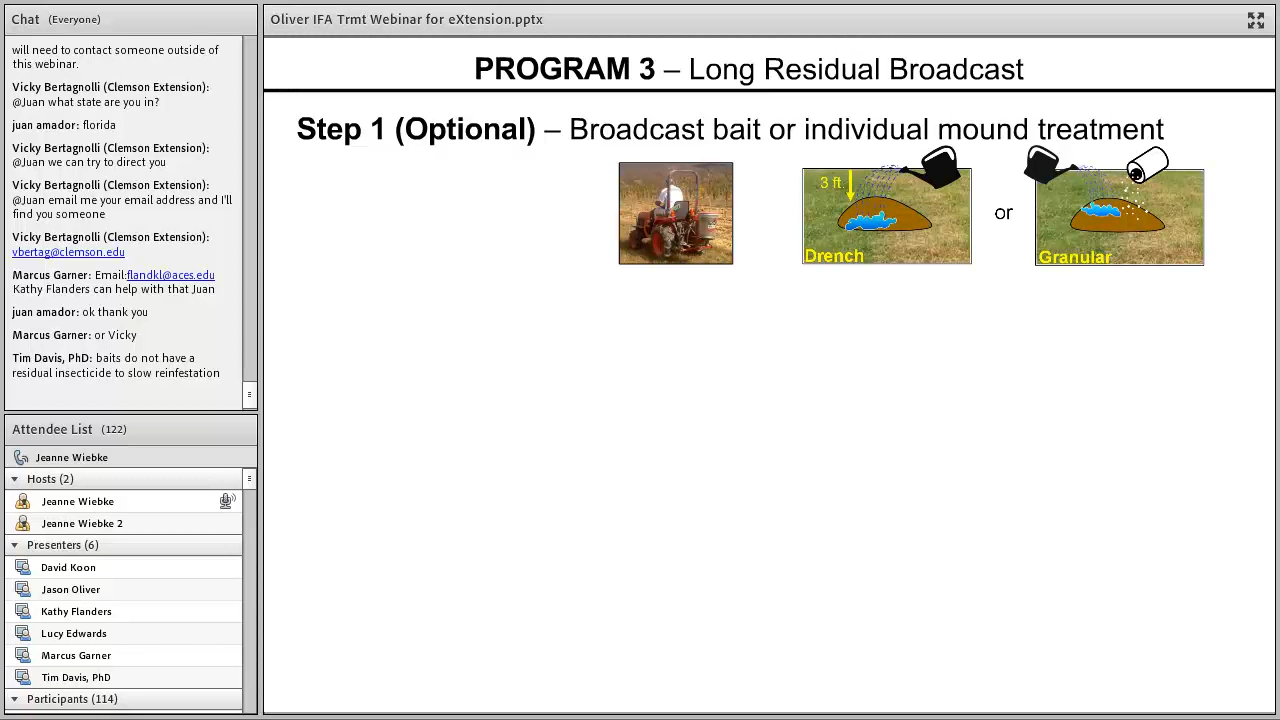 Chat (Everyone)
will need to contact someone outside of
this webinar.
Vicky Bertagnolli (Clemson Extension):
@Juan what state are you in?
juan amador: florida
Vicky Bertagnolli (Clemson Extension):
@Juan we can try to direct you
Vicky Bertagnolli (Clemson Extension):
@Juan email me your email address and I'll
find you someone
Vicky Bertagnolli (Clemson Extension):
vbertag@clemson.edu
Marcus Garner: Email:flandkl@aces.edu
Kathy Flanders can help with that Juan
juan amador: ok thank you
Marcus Garner: or Vicky
Tim Davis, PhD: baits do not have a
residual insecticide to slow reinfestation
Attendee List (122)
Jeanne Wiebke
Hosts (2)
Jeanne Wiebke
Jeanne Wiebke 2
Presenters (6)
David Koon
Jason Oliver
Kathy Flanders
Lucy Edwards
Marcus Garner
Tim Davis, PhD
Participants (114)
Oliver IFA Trmt Webinar for eXtension.pptx
PROGRAM 3 – Long Residual Broadcast
Step 1 (Optional) – Broadcast bait or individual mound treatment
3 ft.
Drench
or
Granular